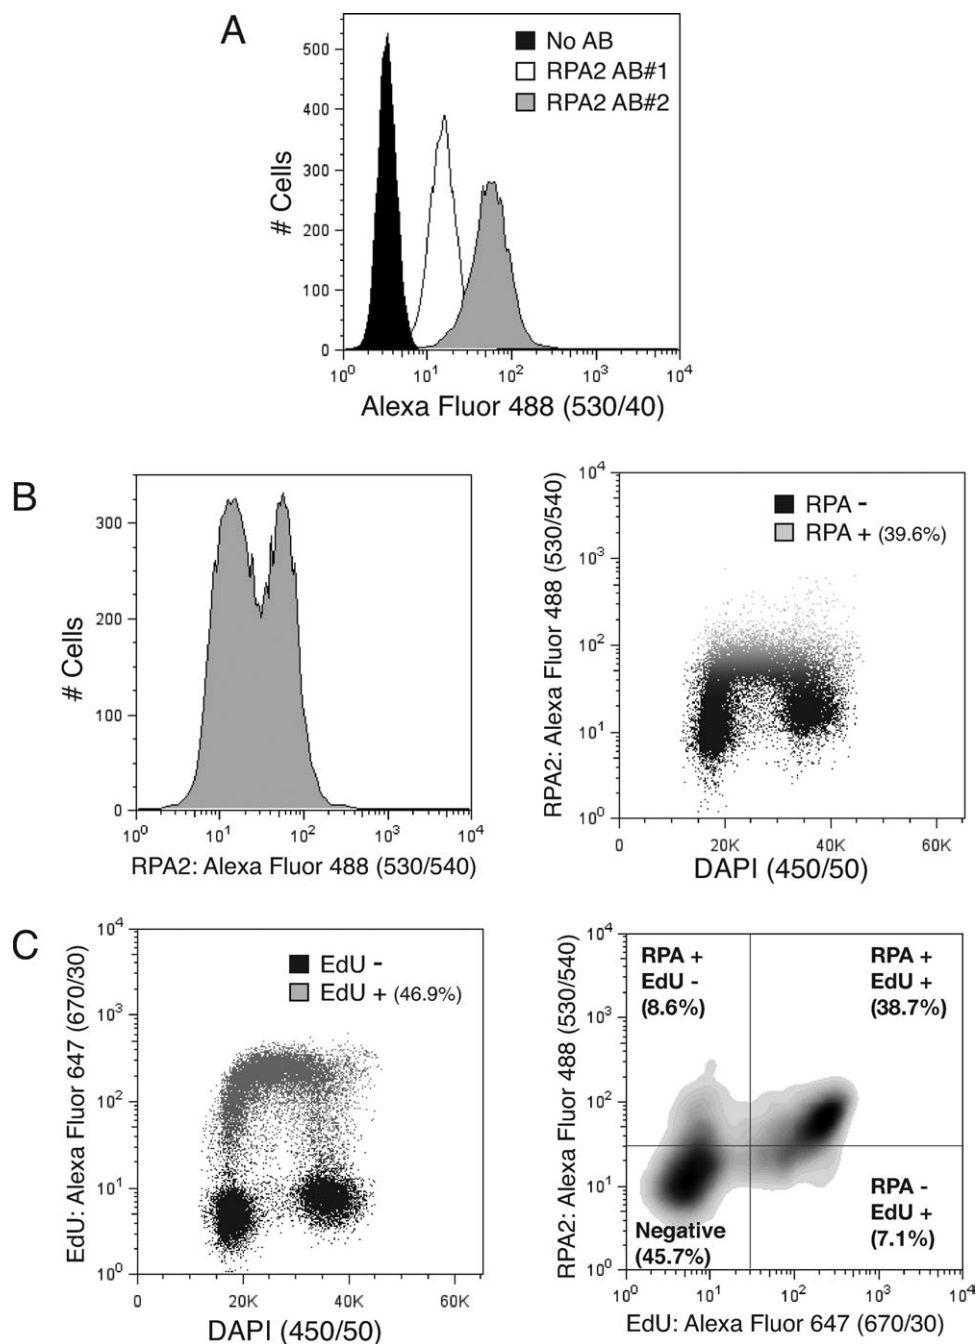 A
No AB
RPA2 AB#1
RPA2 AB#2
# Cells
500
400
300
200
100
0
10^0
10^1
10^2
10^3
10^4
Alexa Fluor 488 (530/40)
B
# Cells
300
200
100
0
10^0
10^1
10^2
10^3
10^4
RPA2: Alexa Fluor 488 (530/540)
RPA2: Alexa Fluor 488 (530/540)
10^4
10^3
10^2
10^1
10^0
RPA -
RPA + (39.6%)
0
20K
40K
60K
DAPI (450/50)
C
EdU: Alexa Fluor 647 (670/30)
10^4
10^3
10^2
10^1
10^0
EdU -
EdU + (46.9%)
0
20K
40K
60K
DAPI (450/50)
RPA2: Alexa Fluor 488 (530/540)
10^4
10^3
10^2
10^1
10^0
RPA +
EdU -
(8.6%)
RPA +
EdU +
(38.7%)
Negative
(45.7%)
RPA -
EdU +
(7.1%)
10^0
10^1
10^2
10^3
10^4
EdU: Alexa Fluor 647 (670/30)